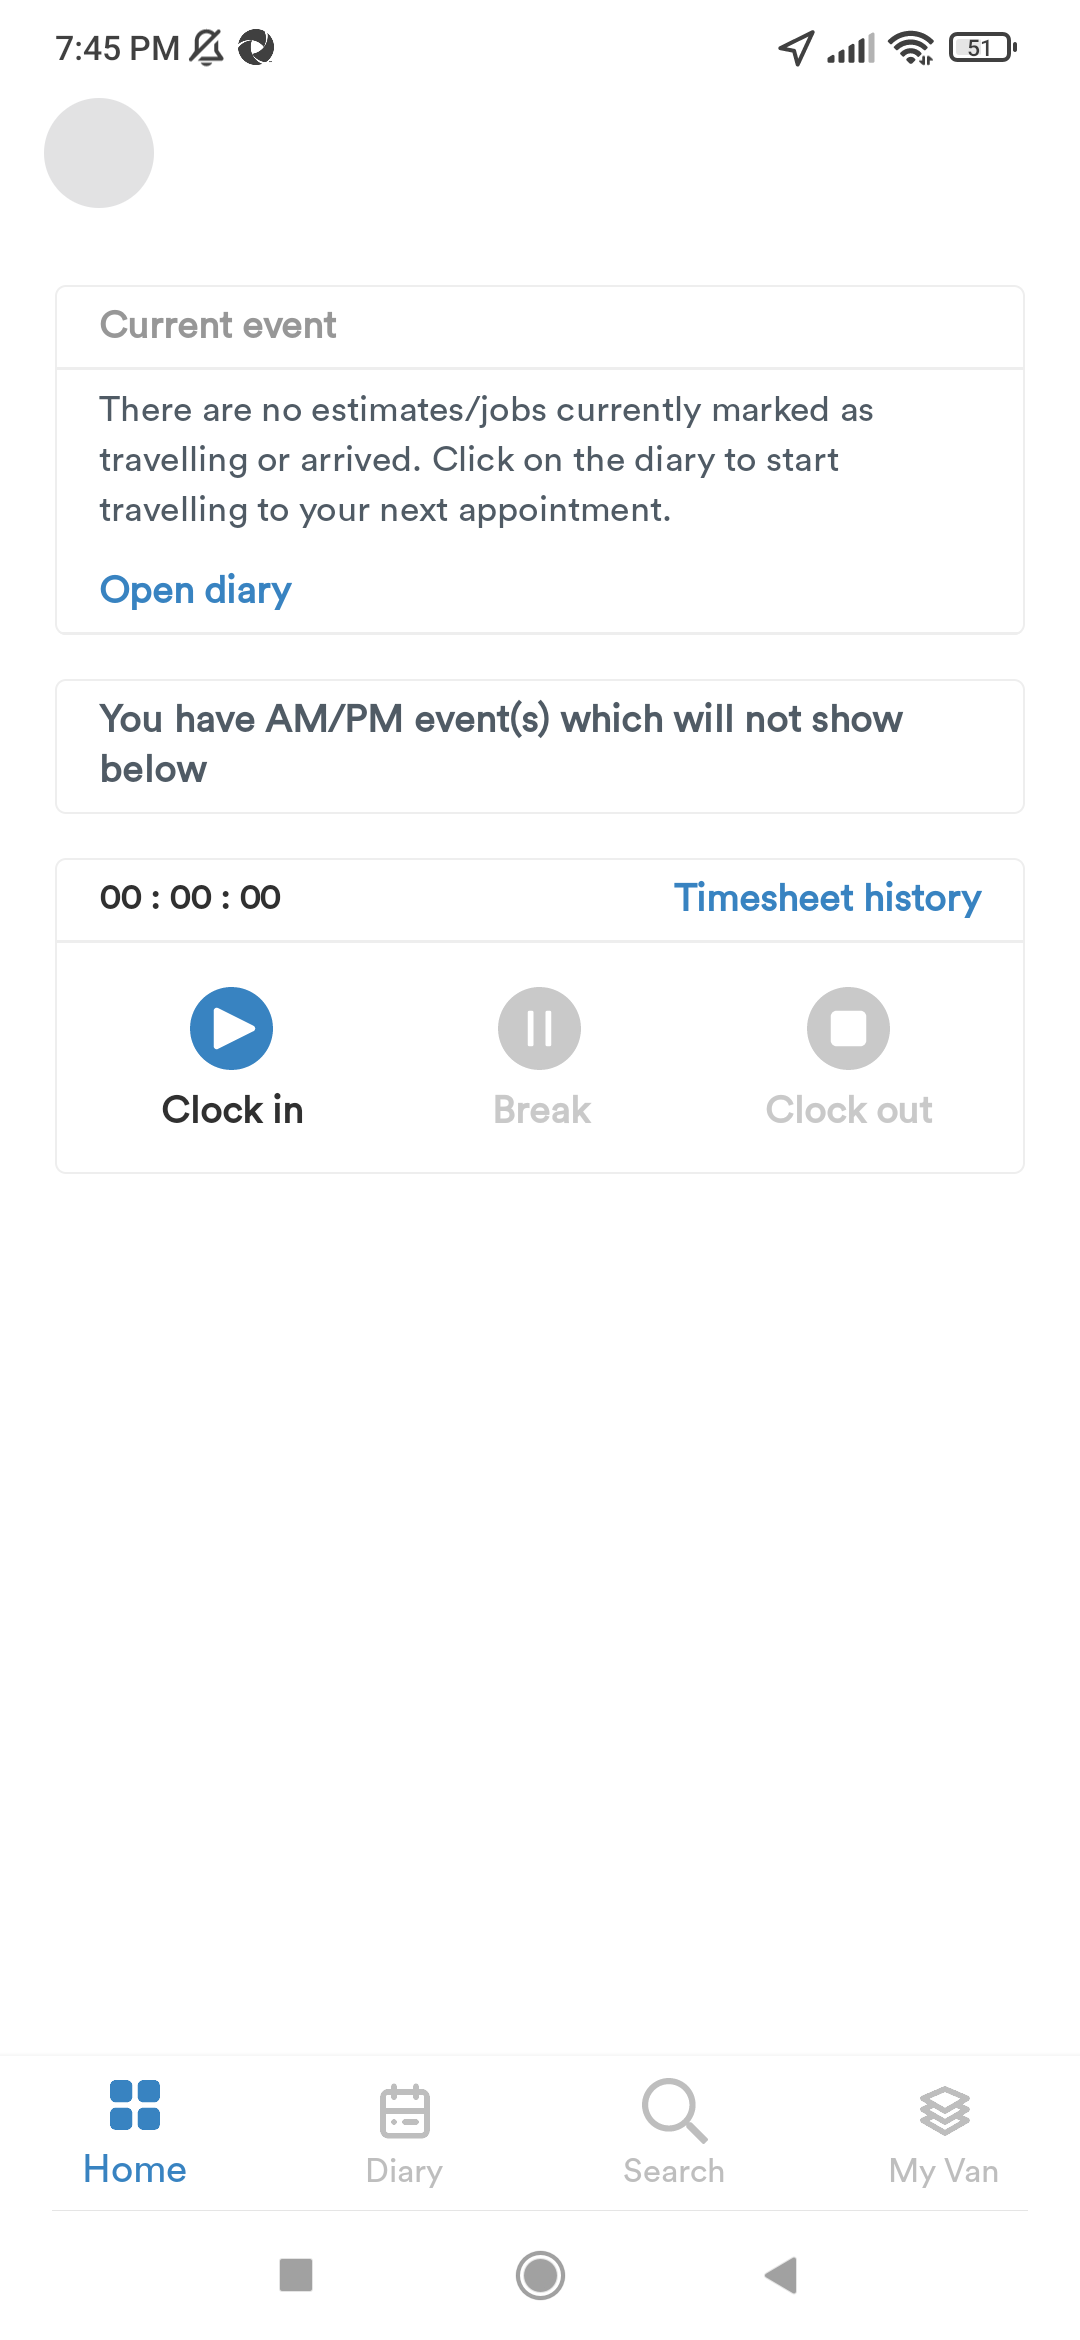 7:45 PM
51
Current event
There are no estimates/jobs currently marked as
travelling or arrived. Click on the diary to start
travelling to your next appointment.
Open diary
You have AM/PM event(s) which will not show
below
00 : 00 : 00
Timesheet history
Clock in
Break
Clock out
Home
Diary
Search
My Van